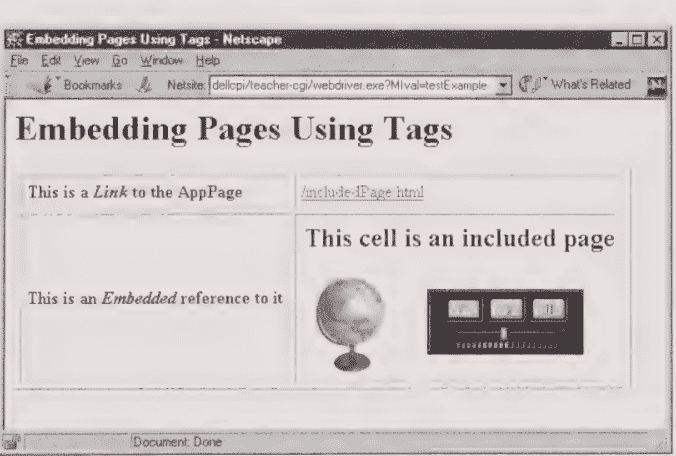 Embedding Pages Using Tags - Netscape
File Edit View Go Window Help
Bookmarks Netsite: dellcpi/teacher-cgi/webdriver.exe?MIval=testExample What's Related
Embedding Pages Using Tags
This is a Link to the AppPage /includedPage.html
This cell is an included page
This is an Embedded reference to it
Document: Done